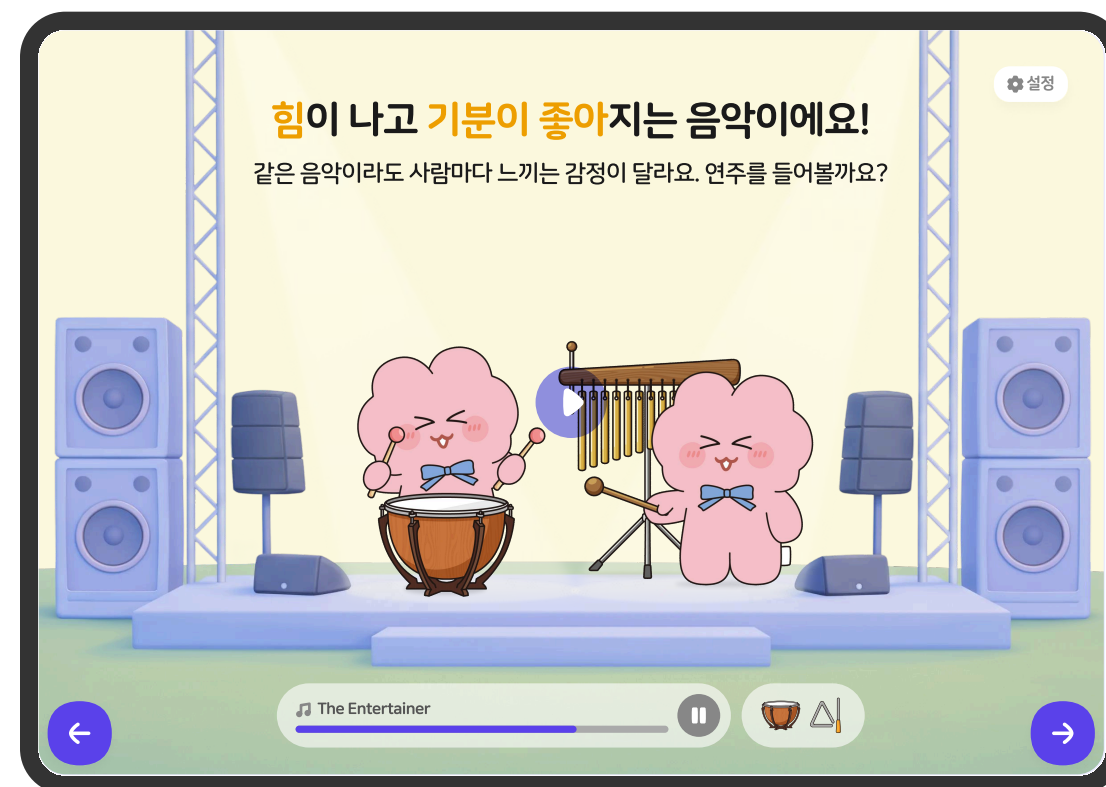 설정
힘이 나고 기분이 좋아지는 음악이에요!
같은 음악이라도 사람마다 느끼는 감정이 달라요. 연주를 들어볼까요?
The Entertainer